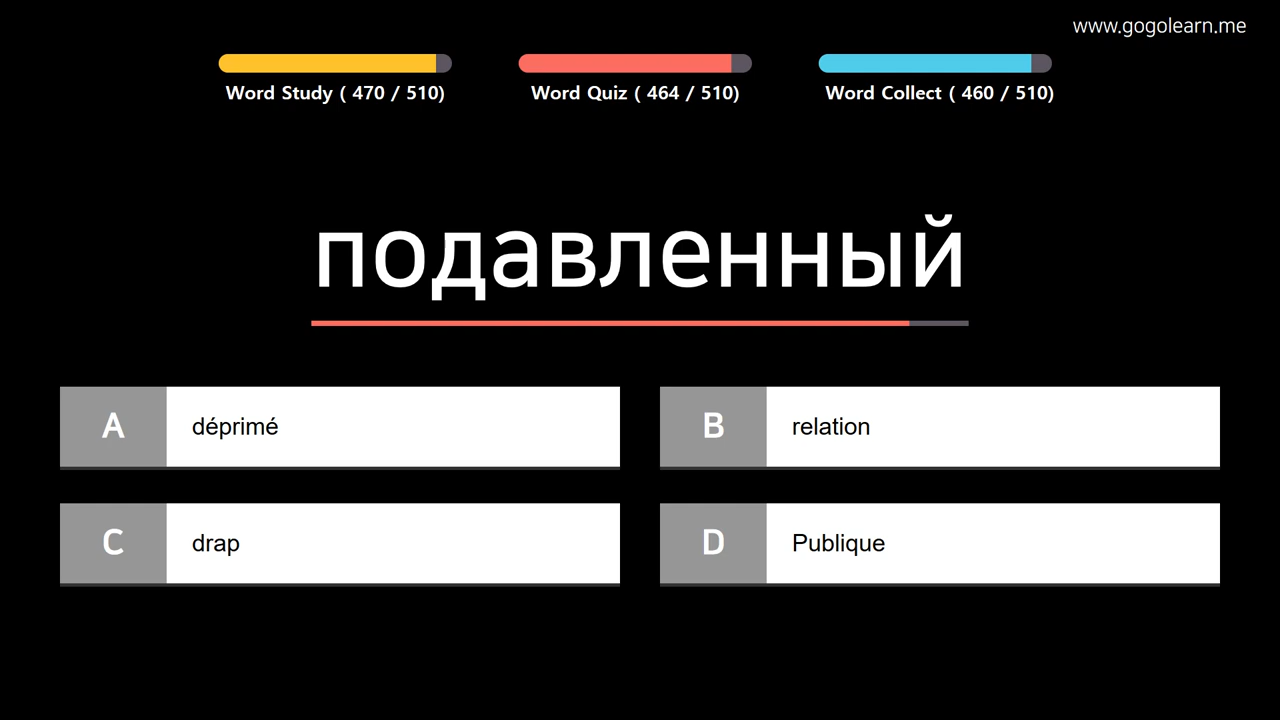 www.gogolearn.me
Word Study ( 470 / 510)
Word Quiz ( 464 / 510)
Word Collect ( 460 / 510)
подавленный
A déprimé
B relation
C drap
D Publique